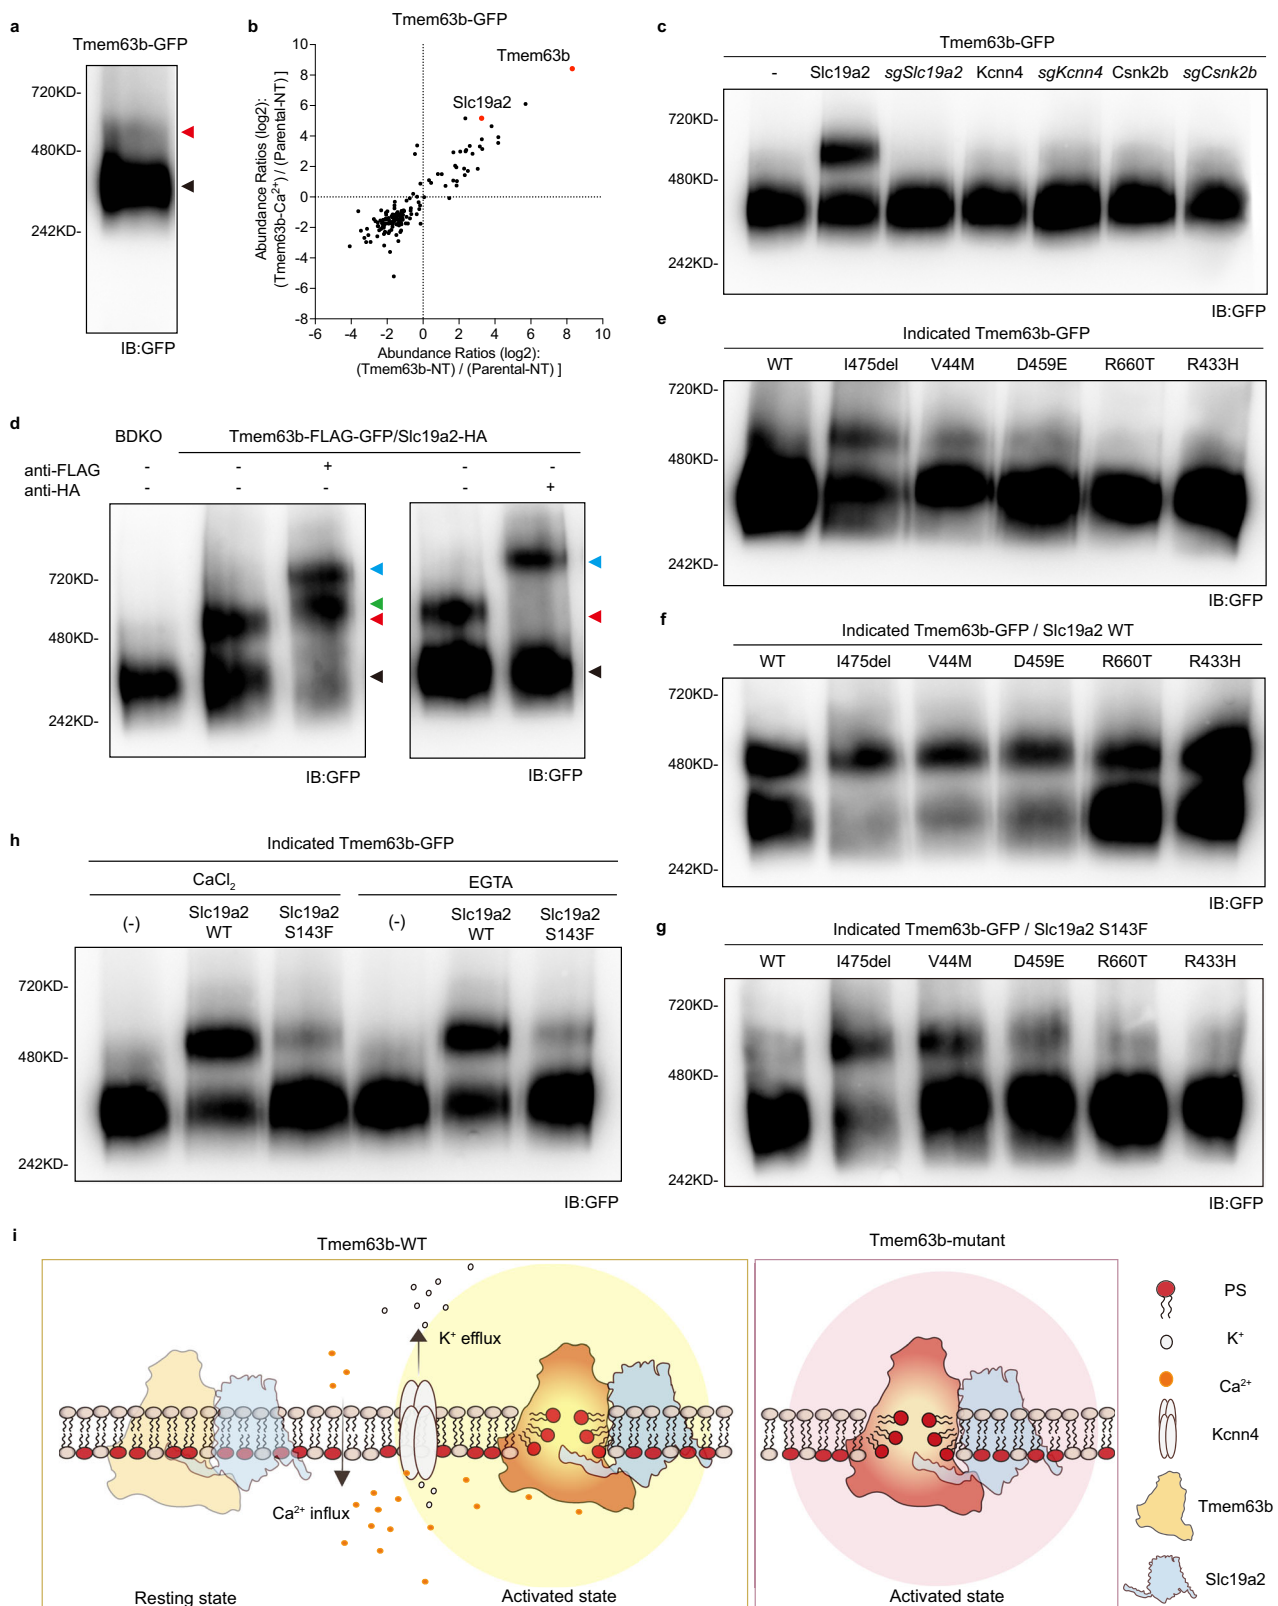 a
Tmem63b-GFP
720KD-
480KD-
242KD-
IB:GFP
b
Tmem63b-GFP
Abundance Ratios (log2):
(Tmem63b-Ca²⁺) / (Parental-NT) ]
10
8
6
4
2
0
-2
-4
-6
-8
Tmem63b
Slc19a2
-6 -4 -2 0 2 4 6 8 10
Abundance Ratios (log2):
(Tmem63b-NT) / (Parental-NT) ]
c
Tmem63b-GFP
- Slc19a2 sgSlc19a2 Kcnn4 sgKcnn4 Csnk2b sgCsnk2b
720KD-
480KD-
242KD-
IB:GFP
d
BDKO Tmem63b-FLAG-GFP/Slc19a2-HA
anti-FLAG - - + - -
anti-HA - - - - +
720KD-
480KD-
242KD-
IB:GFP
IB:GFP
e
Indicated Tmem63b-GFP
WT I475del V44M D459E R660T R433H
720KD-
480KD-
242KD-
IB:GFP
f
Indicated Tmem63b-GFP / Slc19a2 WT
WT I475del V44M D459E R660T R433H
720KD-
480KD-
242KD-
IB:GFP
h
Indicated Tmem63b-GFP
CaCl₂ EGTA
(-) Slc19a2 WT Slc19a2 S143F (-) Slc19a2 WT Slc19a2 S143F
720KD-
480KD-
242KD-
IB:GFP
g
Indicated Tmem63b-GFP / Slc19a2 S143F
WT I475del V44M D459E R660T R433H
720KD-
480KD-
242KD-
IB:GFP
i
Tmem63b-WT
K⁺ efflux
Ca²⁺ influx
Resting state
Activated state
Tmem63b-mutant
Activated state
PS
K⁺
Ca²⁺
Kcnn4
Tmem63b
Slc19a2